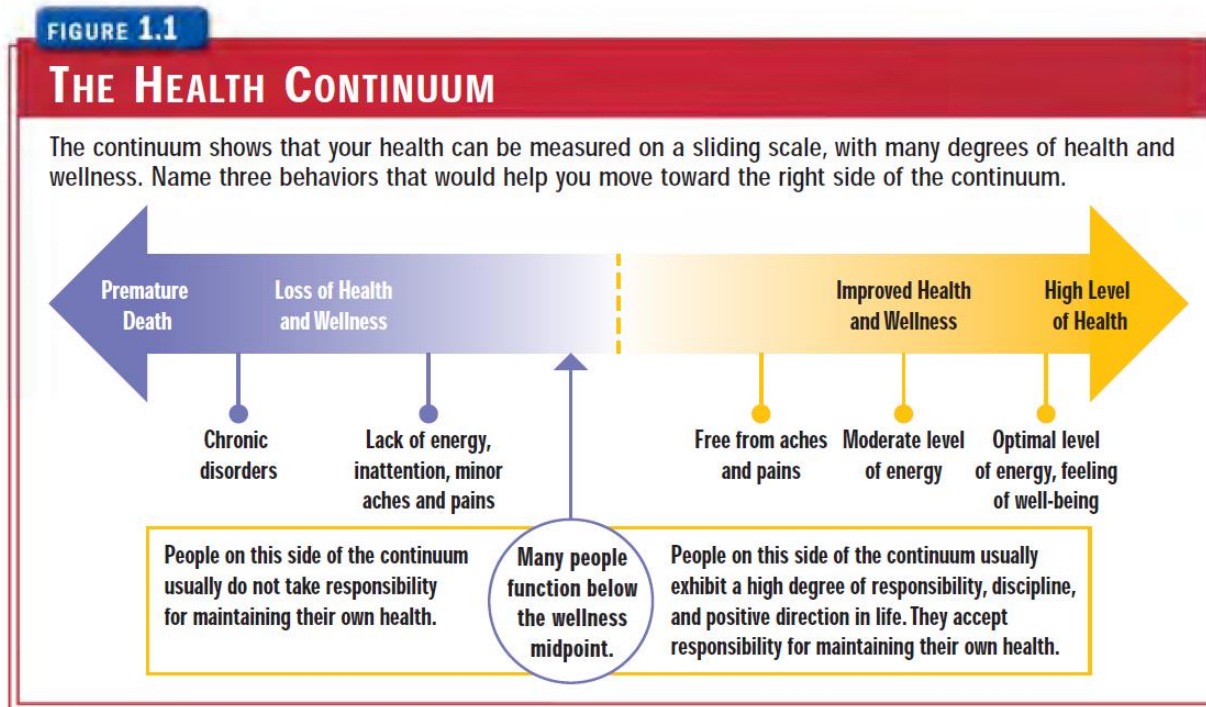 FIGURE 1.1
THE HEALTH CONTINUUM
The continuum shows that your health can be measured on a sliding scale, with many degrees of health and
wellness. Name three behaviors that would help you move toward the right side of the continuum.
Premature
Death
Loss of Health
and Wellness
Improved Health
and Wellness
High Level
of Health
Chronic
disorders
Lack of energy,
inattention, minor
aches and pains
Free from aches
and pains
Moderate level
of energy
Optimal level
of energy, feeling
of well-being
People on this side of the continuum
usually do not take responsibility
for maintaining their own health.
Many people
function below
the wellness
midpoint.
People on this side of the continuum usually
exhibit a high degree of responsibility, discipline,
and positive direction in life. They accept
responsibility for maintaining their own health.